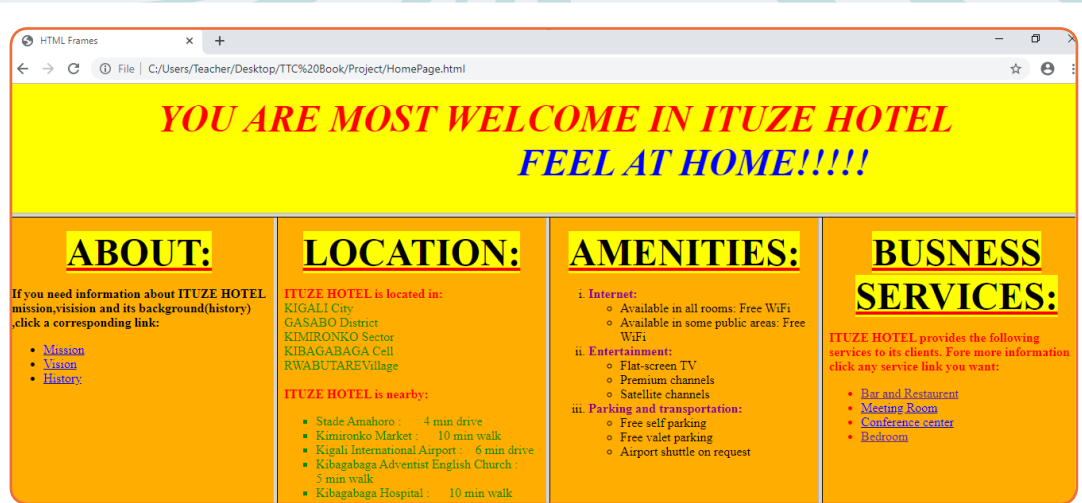 HTML Frames
File | C:/Users/Teacher/Desktop/TTC%20Book/Project/HomePage.html
YOU ARE MOST WELCOME IN ITUZE HOTEL
FEEL AT HOME!!!!!
ABOUT:
If you need information about ITUZE HOTEL
mission,visision and its background(history)
,click a corresponding link:
• Mission
• Vision
• History
LOCATION:
ITUZE HOTEL is located in:
KIGALI City
GASABO District
KIMIRONKO Sector
KIBAGABAGA Cell
RWABUTAREVillage
ITUZE HOTEL is nearby:
Stade Amahoro : 4 min drive
Kimironko Market : 10 min walk
Kigali International Airport : 6 min drive
Kibagabaga Adventist English Church :
5 min walk
Kibagabaga Hospital : 10 min walk
AMENITIES:
i. Internet:
Available in all rooms: Free WiFi
Available in some public areas: Free
WiFi
ii. Entertainment:
Flat-screen TV
Premium channels
Satellite channels
iii. Parking and transportation:
Free self parking
Free valet parking
Airport shuttle on request
BUSNESS
SERVICES:
ITUZE HOTEL provides the following
services to its clients. Fore more information
click any service link you want:
• Bar and Restaurent
• Meeting Room
• Conference center
• Bedroom